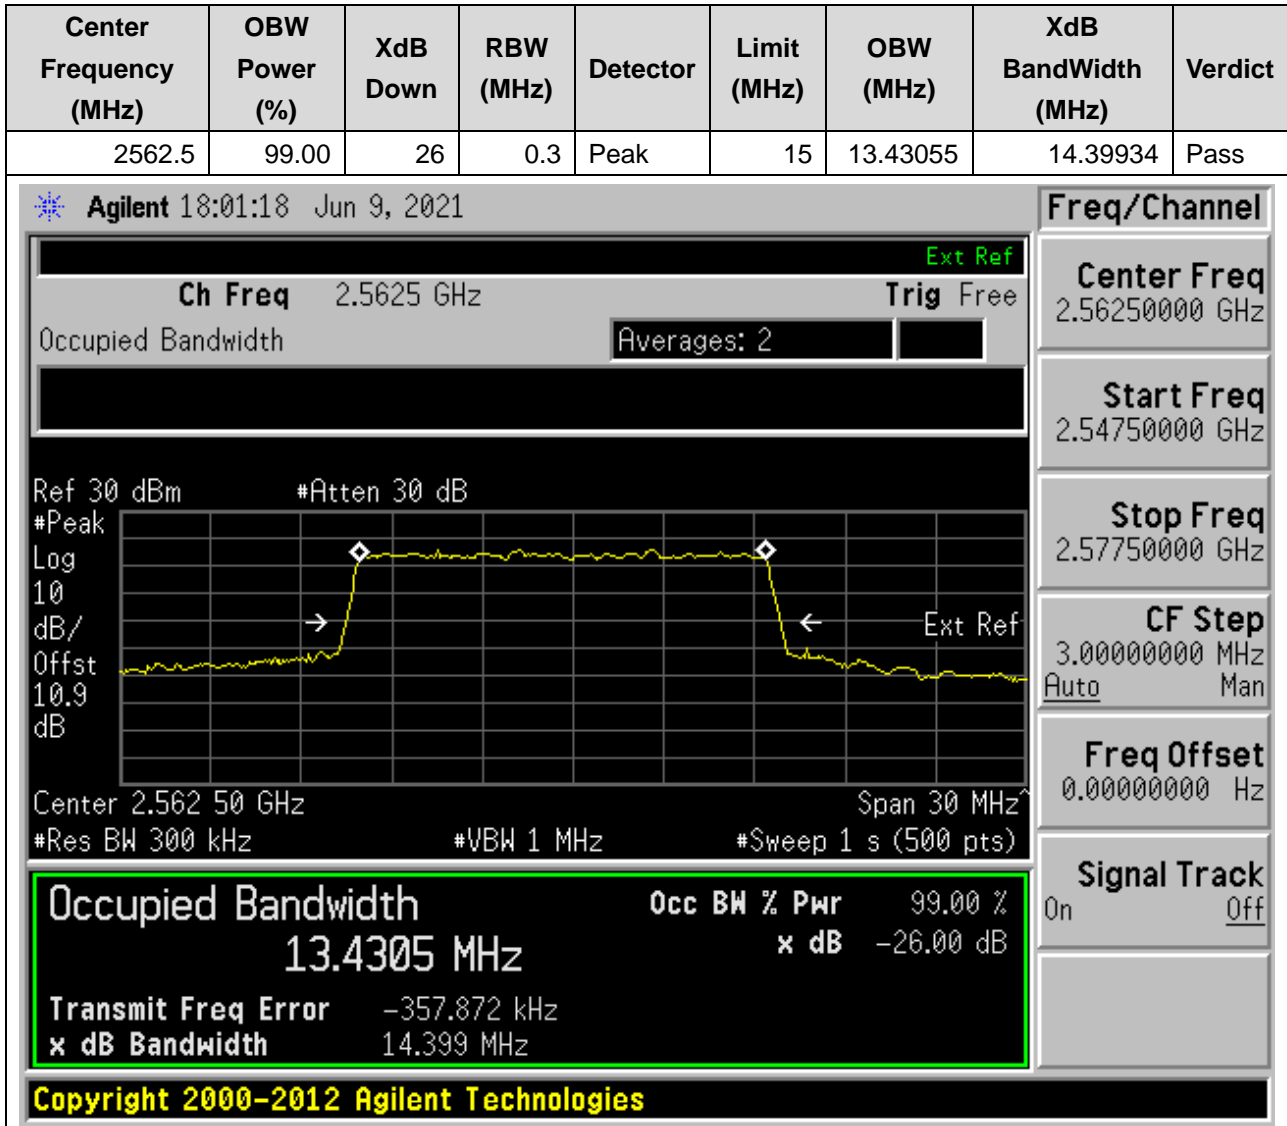 Center Frequency (MHz) OBW Power (%) XdB Down RBW (MHz) Detector Limit (MHz) OBW (MHz) XdB BandWidth (MHz) Verdict
2562.5 99.00 26 0.3 Peak 15 13.43055 14.39934 Pass
Agilent 18:01:18 Jun 9, 2021
Ext Ref
Ch Freq 2.5625 GHz Trig Free
Occupied Bandwidth Averages: 2
Ref 30 dBm #Atten 30 dB
#Peak
Log
10
dB/
Offst
10.9
dB
Ext Ref
Center 2.562 50 GHz Span 30 MHz^
#Res BW 300 kHz #VBW 1 MHz #Sweep 1 s (500 pts)
Occupied Bandwidth Occ BW % Pwr 99.00 %
13.4305 MHz x dB -26.00 dB
Transmit Freq Error -357.872 kHz
x dB Bandwidth 14.399 MHz
Copyright 2000-2012 Agilent Technologies
Freq/Channel
Center Freq
2.56250000 GHz
Start Freq
2.54750000 GHz
Stop Freq
2.57750000 GHz
CF Step
3.00000000 MHz
Auto Man
Freq Offset
0.00000000 Hz
Signal Track
On Off